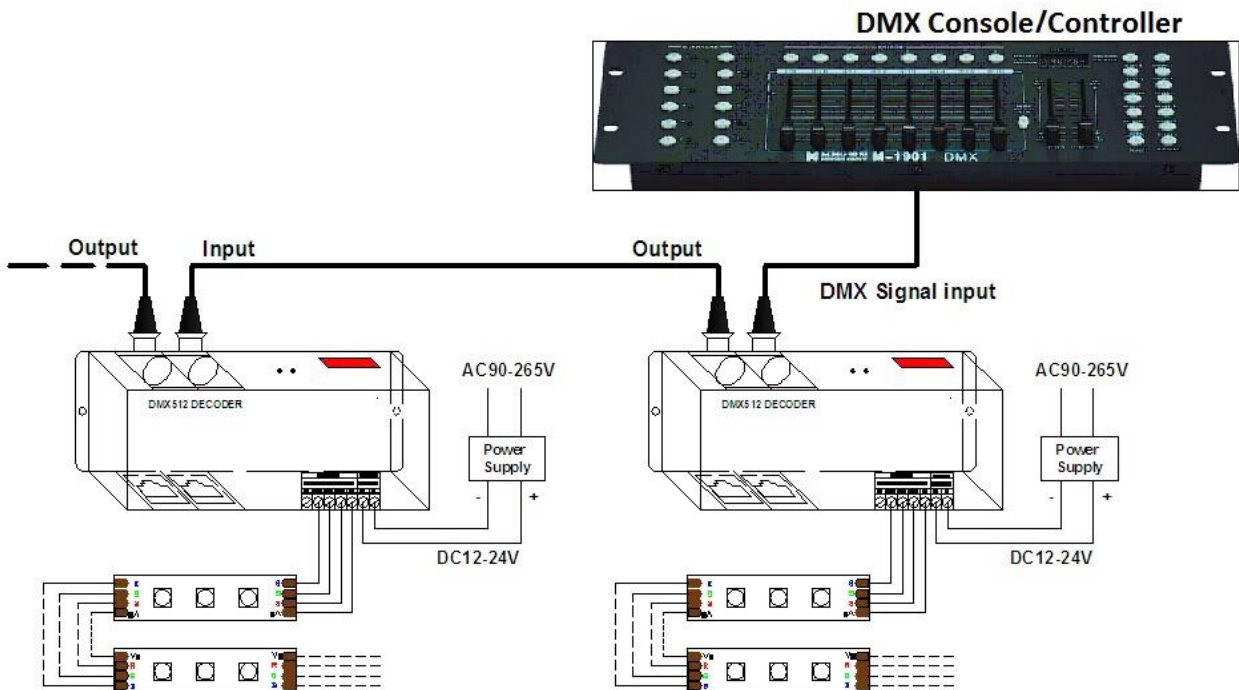 DMX Console/Controller
M-1901 DMX
Output
Input
Output
DMX Signal input
AC90-265V
AC90-265V
DMX512 DECODER
DMX512 DECODER
Power
Supply
Power
Supply
- +
- +
DC12-24V
DC12-24V
V
R
G
V
R
G